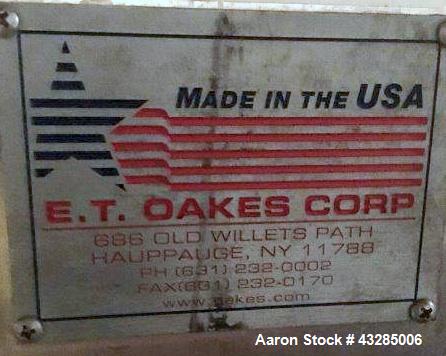 MADE IN THE USA
E.T. OAKES CORP
686 OLD WILLETS PATH
HAUPPAUGE, NY 11788
PH (631) 232-0002
FAX(631) 232-0170
www.oakes.com
Aaron Stock # 43285006